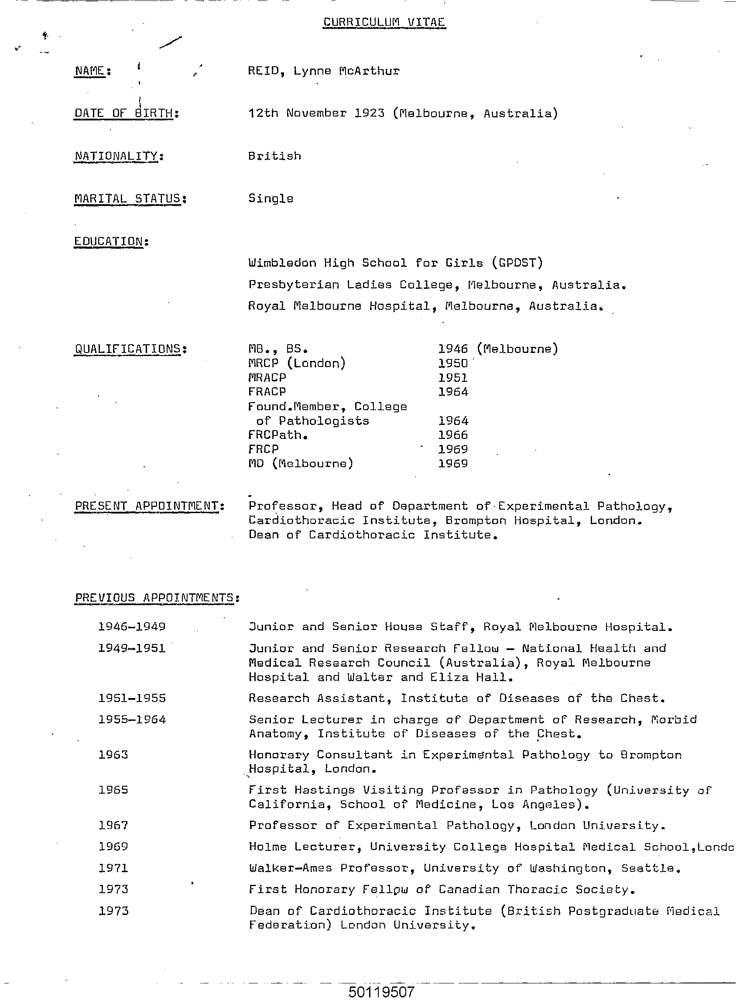 CURRICULUM VITAE
NAME: REID, Lynne McArthur
DATE OF BIRTH: 12th November 1923 (Melbourne, Australia)
NATIONALITY: British
MARITAL STATUS: Single
EDUCATION:
Wimbledon High School for Girls (GPDST)
Presbyterian Ladies College, Melbourne, Australia.
Royal Melbourne Hospital, Melbourne, Australia.
QUALIFICATIONS: MB., BS. 1946 (Melbourne)
MRCP (London) 1950
MRACP 1951
FRACP 1964
Found.Member, College
of Pathologists 1964
FRCPath. 1966
FRCP 1969
MD (Melbourne) 1969
PRESENT APPOINTMENT: Professor, Head of Department of Experimental Pathology,
Cardiothoracic Institute, Brompton Hospital, London.
Dean of Cardiothoracic Institute.
PREVIOUS APPOINTMENTS:
1946-1949 Junior and Senior House Staff, Royal Melbourne Hospital.
1949-1951 Junior and Senior Research Fellow - National Health and
Medical Research Council (Australia), Royal Melbourne
Hospital and Walter and Eliza Hall.
1951-1955 Research Assistant, Institute of Diseases of the Chest.
1955-1964 Senior Lecturer in charge of Department of Research, Morbid
Anatomy, Institute of Diseases of the Chest.
1963 Honorary Consultant in Experimental Pathology to Brompton
Hospital, London.
1965 First Hastings Visiting Professor in Pathology (University of
California, School of Medicine, Los Angeles).
1967 Professor of Experimental Pathology, London University.
1969 Holme Lecturer, University College Hospital Medical School,Londo
1971 Walker-Ames Professor, University of Washington, Seattle.
1973 First Honorary Fellow of Canadian Thoracic Society.
1973 Dean of Cardiothoracic Institute (British Postgraduate Medical
Federation) London University.
50119507